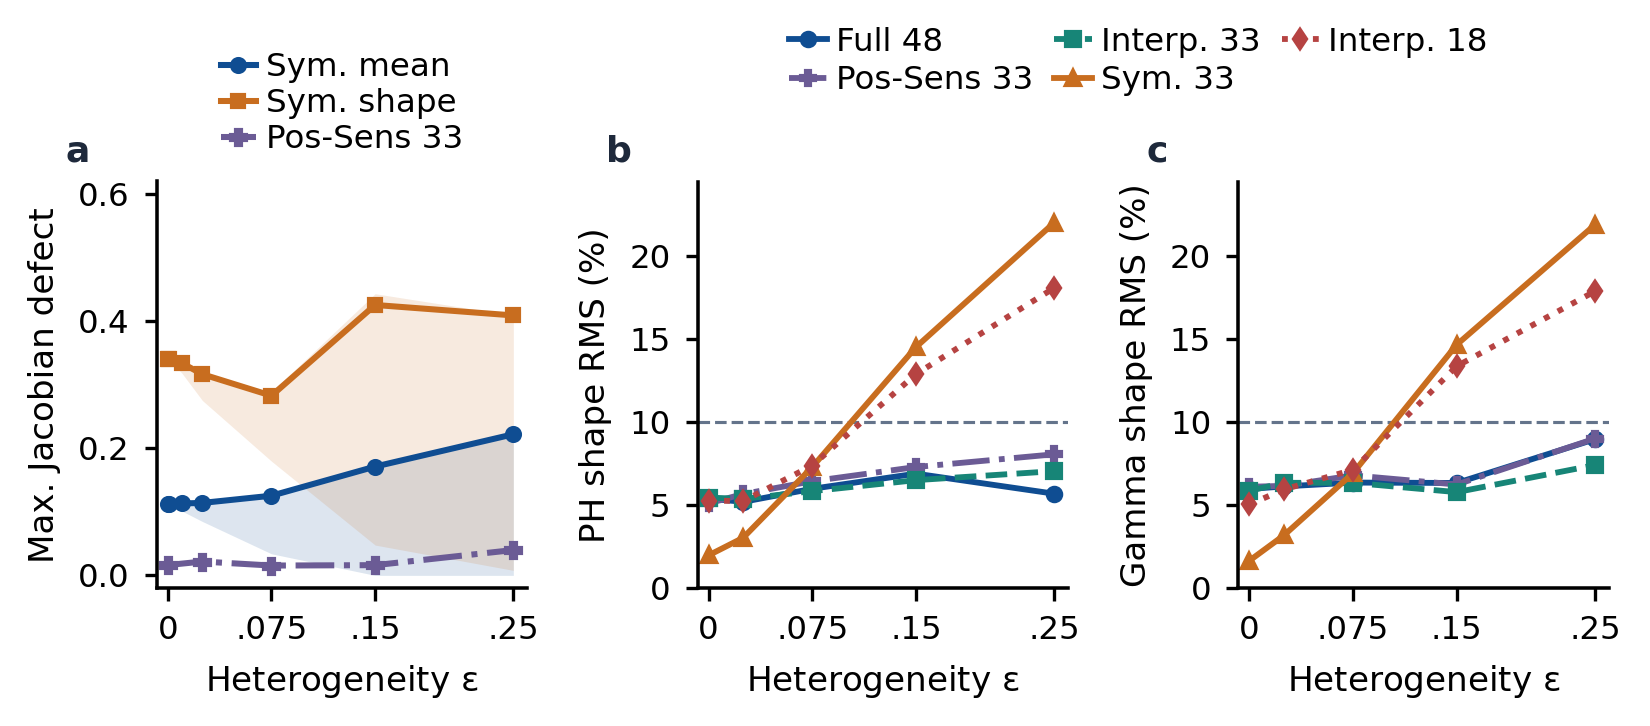 Sym. mean
Sym. shape
Pos-Sens 33
Full 48
Interp. 33
Interp. 18
Pos-Sens 33
Sym. 33
a
Max. Jacobian defect
0.6
0.4
0.2
0.0
0 .075 .15 .25
Heterogeneity ε
b
PH shape RMS (%)
20
15
10
5
0
0 .075 .15 .25
Heterogeneity ε
c
Gamma shape RMS (%)
20
15
10
5
0
0 .075 .15 .25
Heterogeneity ε